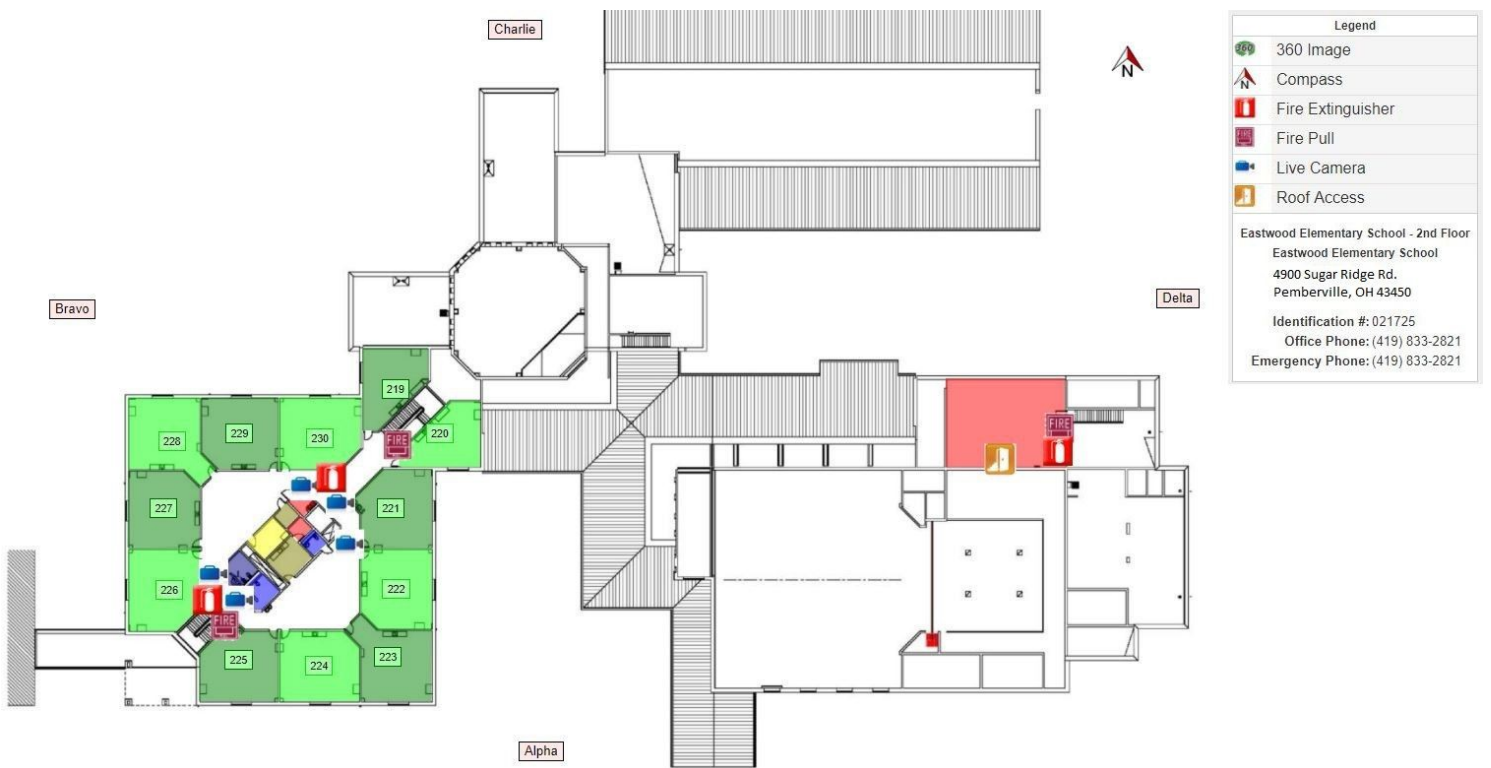 Charlie
N
Legend
360 360 Image
N Compass
Fire Extinguisher
FIRE Fire Pull
Live Camera
Roof Access
Eastwood Elementary School - 2nd Floor
Eastwood Elementary School
4900 Sugar Ridge Rd.
Pemberville, OH 43450
Identification #: 021725
Office Phone: (419) 833-2821
Emergency Phone: (419) 833-2821
Bravo
Delta
219
228
229
230
FIRE
220
FIRE
227
221
226
222
FIRE
225
224
223
Alpha